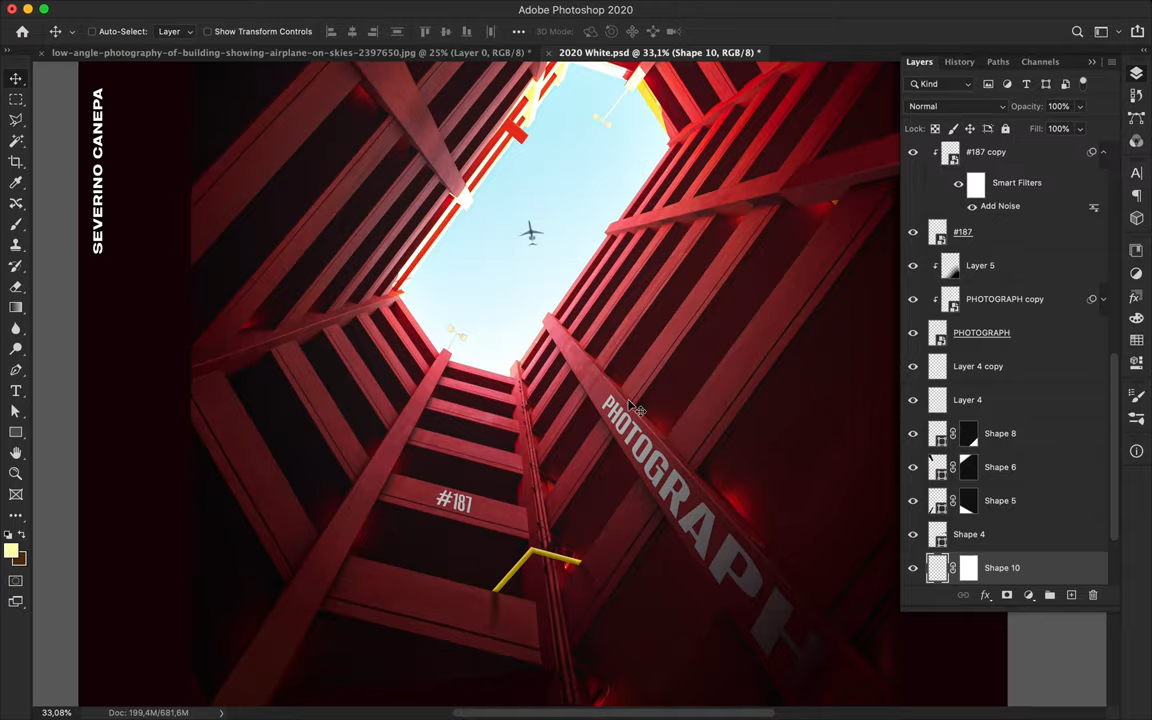 Adobe Photoshop 2020
Auto-Select: Layer Show Transform Controls 3D Mode:
low-angle-photography-of-building-showing-airplane-on-skies-2397650.jpg @ 25% (Layer 0, RGB/8) *
2020 White.psd @ 33,1% (Shape 10, RGB/8) *
Layers History Paths Channels
Kind
Normal Opacity: 100%
Lock: Fill: 100%
#187 copy
Smart Filters
Add Noise
#187
Layer 5
PHOTOGRAPH copy
PHOTOGRAPH
Layer 4 copy
Layer 4
Shape 8
Shape 6
Shape 5
Shape 4
Shape 10
SEVERINO CANEPA
PHOTOGRAPH
#187
33,08% Doc: 199,4M/681,6M